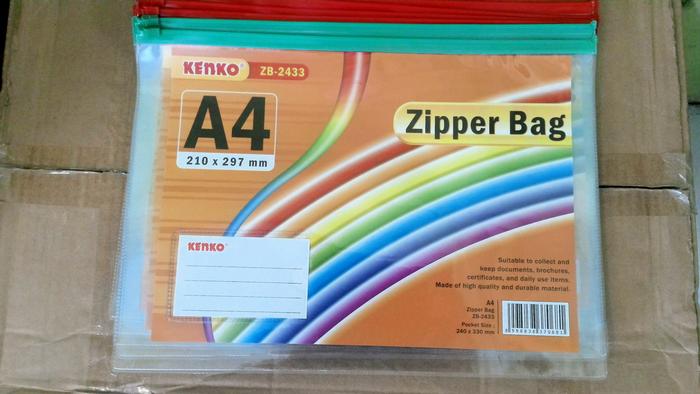 KENKO® ZB-2433
A4
210 x 297 mm
Zipper Bag
KENKO®
Suitable to collect and
keep documents, brochures,
certificates, and daily use items.
Made of high quality and durable material.
A4
Zipper Bag
ZB-2433
Pocket Size :
240 x 330 mm